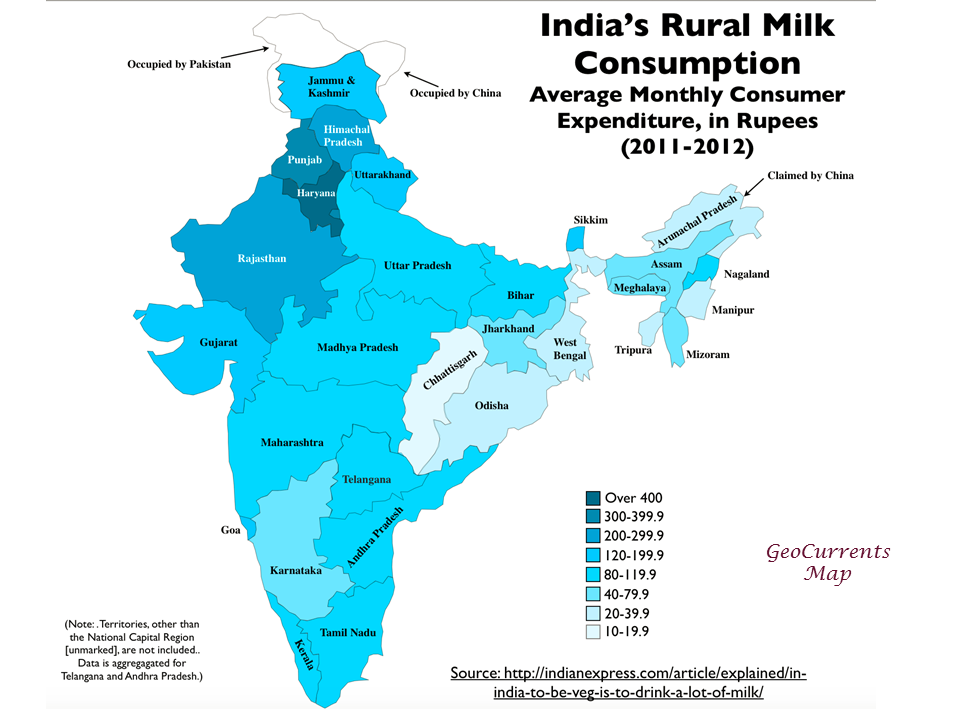 India's Rural Milk
Consumption
Average Monthly Consumer
Expenditure, in Rupees
(2011-2012)
Occupied by Pakistan
Occupied by China
Jammu &
Kashmir
Himachal
Pradesh
Punjab
Haryana
Uttarakhand
Claimed by China
Arunachal Pradesh
Sikkim
Rajasthan
Uttar Pradesh
Assam
Nagaland
Meghalaya
Bihar
Manipur
Jharkhand
Gujarat
Madhya Pradesh
West
Bengal
Tripura
Mizoram
Chhattisgarh
Odisha
Maharashtra
Telangana
Goa
Andhra Pradesh
Karnataka
Tamil Nadu
Kerala
Over 400
300-399.9
200-299.9
120-199.9
80-119.9
40-79.9
20-39.9
10-19.9
GeoCurrents
Map
(Note: .Territories, other than
the National Capital Region
[unmarked], are not included..
Data is aggregagated for
Telangana and Andhra Pradesh.)
Source: http://indianexpress.com/article/explained/in-
india-to-be-veg-is-to-drink-a-lot-of-milk/